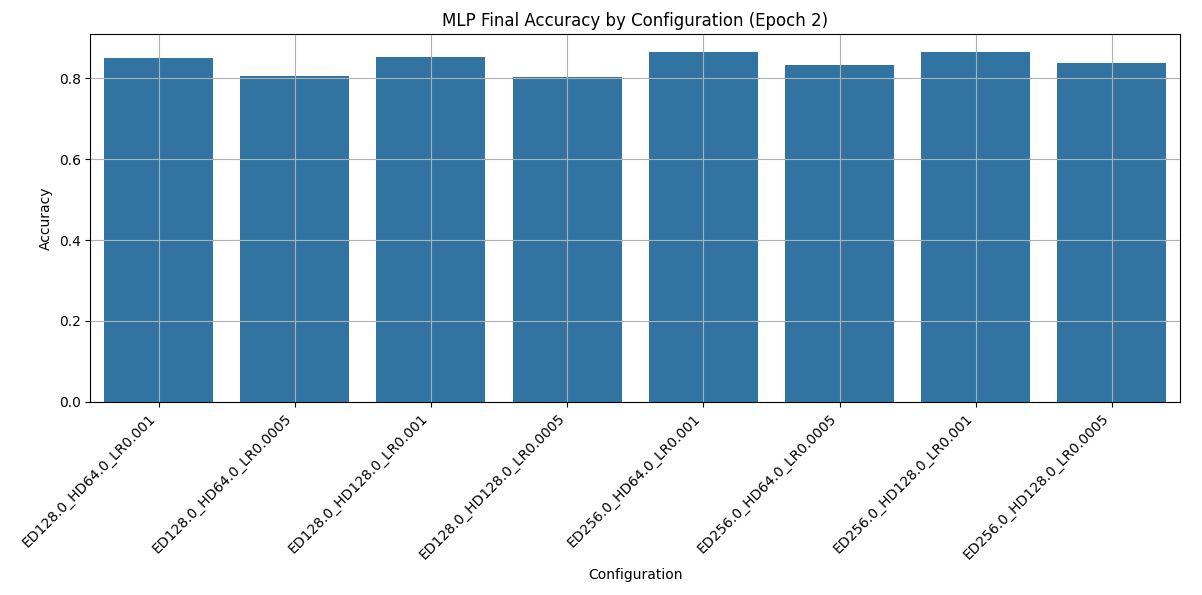 MLP Final Accuracy by Configuration (Epoch 2)
Accuracy
0.8
0.6
0.4
0.2
0.0
ED128.0_HD64.0_LR0.001
ED128.0_HD64.0_LR0.0005
ED128.0_HD128.0_LR0.001
ED128.0_HD128.0_LR0.0005
ED256.0_HD64.0_LR0.001
ED256.0_HD64.0_LR0.0005
ED256.0_HD128.0_LR0.001
ED256.0_HD128.0_LR0.0005
Configuration